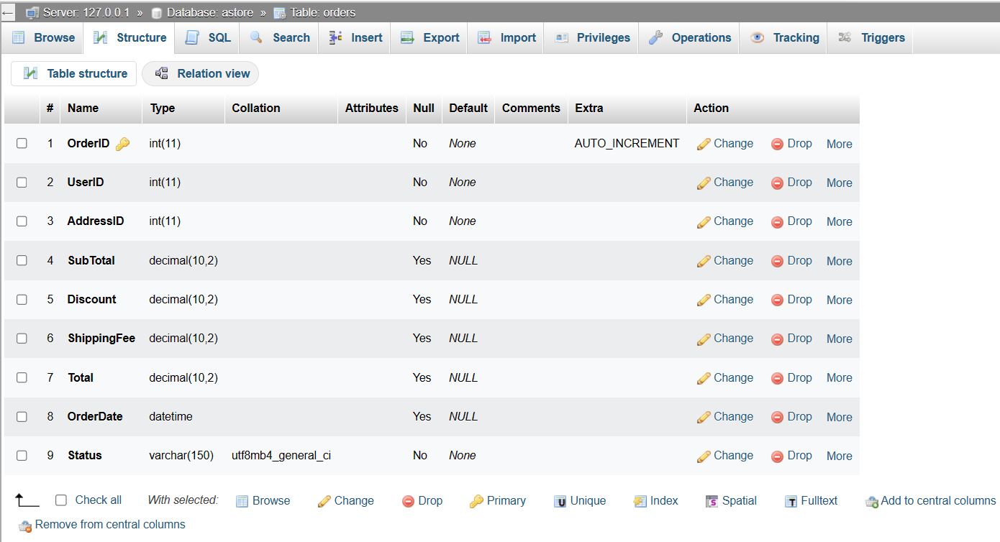 ← Server: 127.0.0.1 » Database: astore » Table: orders
Browse Structure SQL Search Insert Export Import Privileges Operations Tracking Triggers
Table structure Relation view
# Name Type Collation Attributes Null Default Comments Extra Action
1 OrderID int(11) No None AUTO_INCREMENT Change Drop More
2 UserID int(11) No None Change Drop More
3 AddressID int(11) No None Change Drop More
4 SubTotal decimal(10,2) Yes NULL Change Drop More
5 Discount decimal(10,2) Yes NULL Change Drop More
6 ShippingFee decimal(10,2) Yes NULL Change Drop More
7 Total decimal(10,2) Yes NULL Change Drop More
8 OrderDate datetime Yes NULL Change Drop More
9 Status varchar(150) utf8mb4_general_ci No None Change Drop More
Check all With selected: Browse Change Drop Primary Unique Index Spatial Fulltext Add to central columns
Remove from central columns